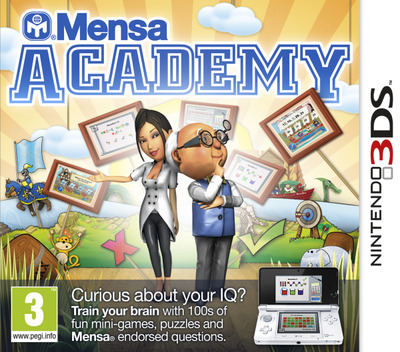 Mensa
ACADEMY
NINTENDO 3DS™
3
www.pegi.info
Curious about your IQ?
Train your brain with 100s of
fun mini-games, puzzles and
Mensa® endorsed questions.